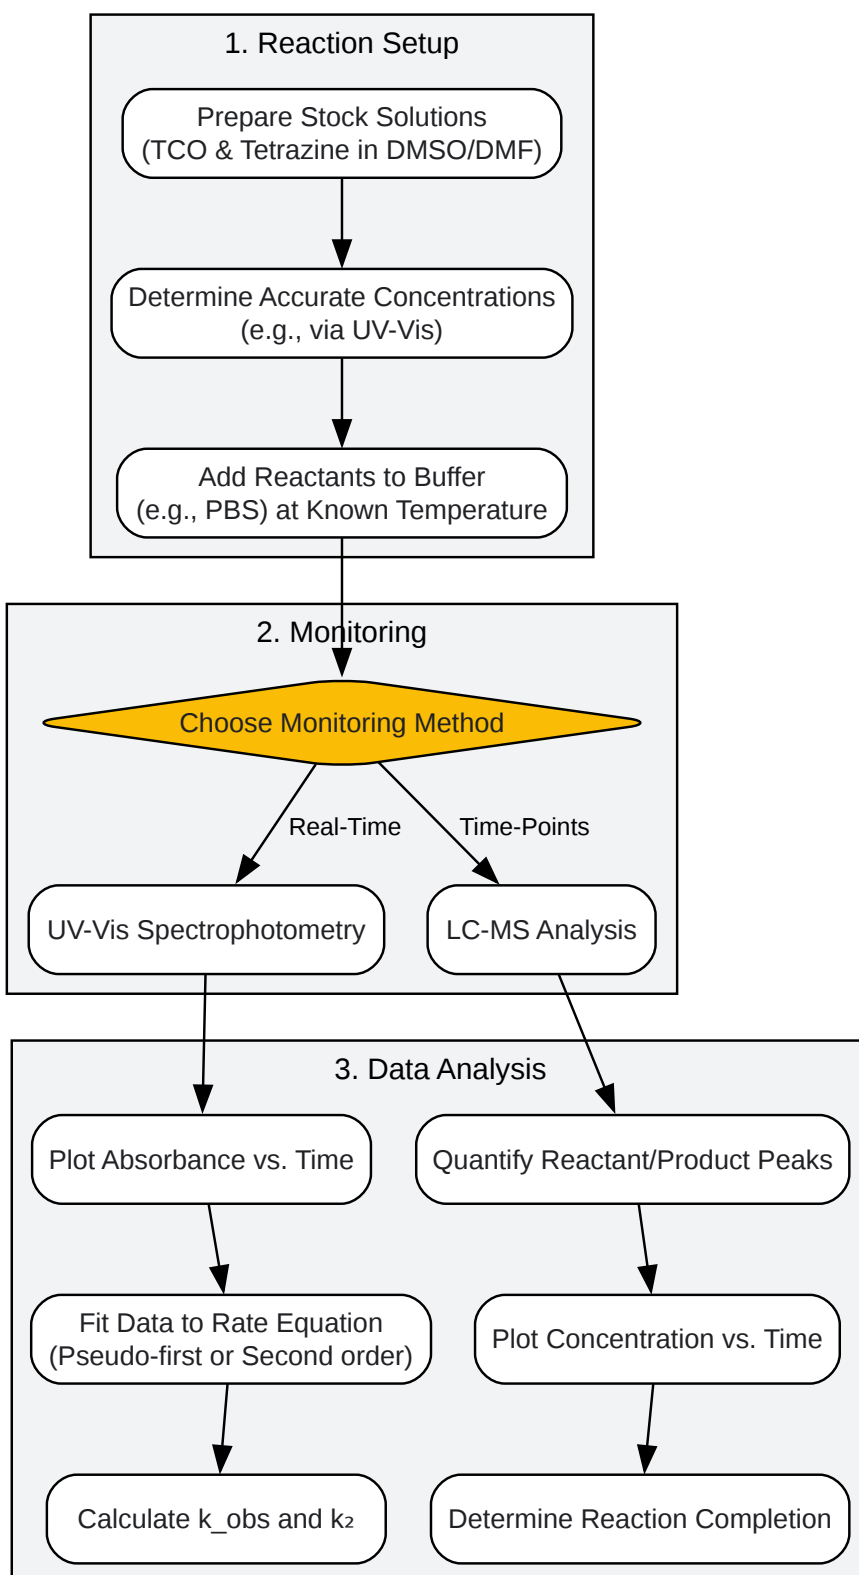 1. Reaction Setup
Prepare Stock Solutions
(TCO & Tetrazine in DMSO/DMF)
Determine Accurate Concentrations
(e.g., via UV-Vis)
Add Reactants to Buffer
(e.g., PBS) at Known Temperature
2. Monitoring
Choose Monitoring Method
Real-Time
Time-Points
UV-Vis Spectrophotometry
LC-MS Analysis
3. Data Analysis
Plot Absorbance vs. Time
Quantify Reactant/Product Peaks
Fit Data to Rate Equation
(Pseudo-first or Second order)
Plot Concentration vs. Time
Calculate k_obs and k₂
Determine Reaction Completion